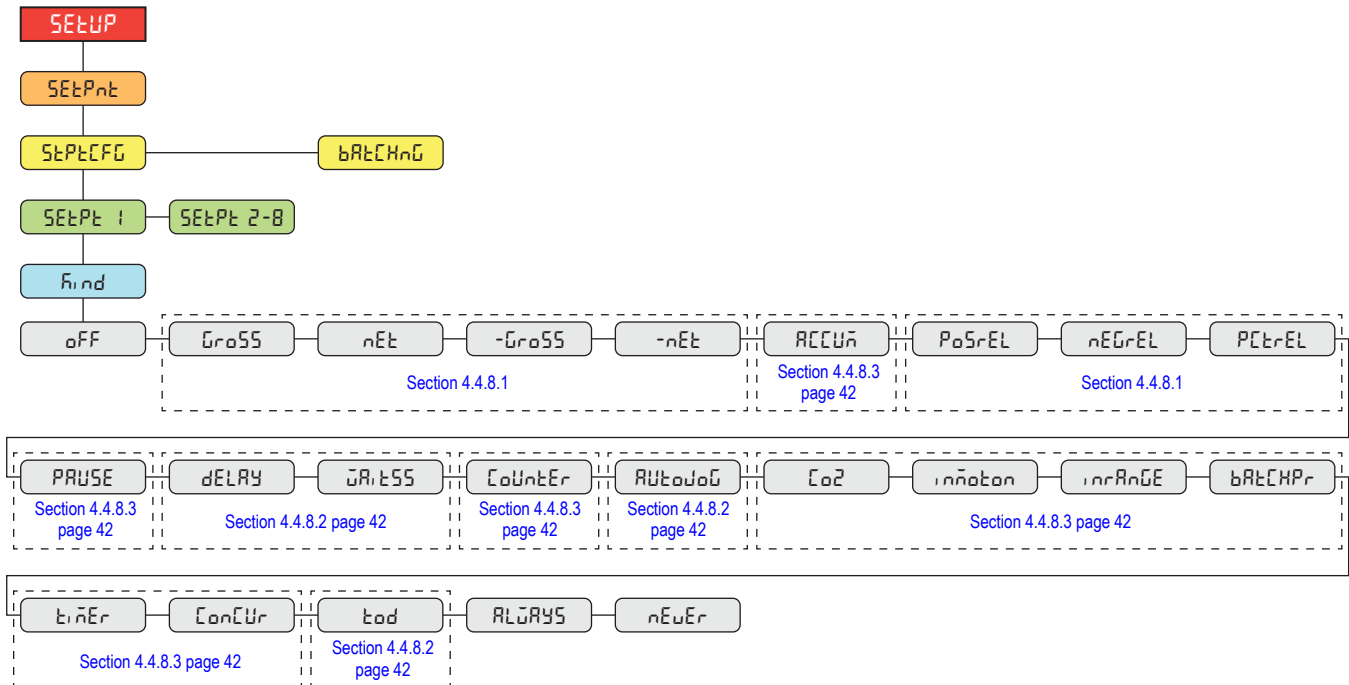 SEtUP
SEtPnt
StPtCFG
bAtCHnG
SEtPt 1
SEtPt 2-8
kind
oFF
GroSS
nEt
-GroSS
-nEt
ACCUM
PoSrEL
nEGrEL
PCtrEL
Section 4.4.8.1
Section 4.4.8.3
page 42
Section 4.4.8.1
PAUSE
dELAY
WAitSS
CoUntEr
AUtoJoG
CoZ
inmoton
inrAnGE
bAtCHPr
Section 4.4.8.3
page 42
Section 4.4.8.2 page 42
Section 4.4.8.3
page 42
Section 4.4.8.2
page 42
Section 4.4.8.3 page 42
timEr
ConCUr
tod
ALWAYS
nEvEr
Section 4.4.8.3 page 42
Section 4.4.8.2
page 42